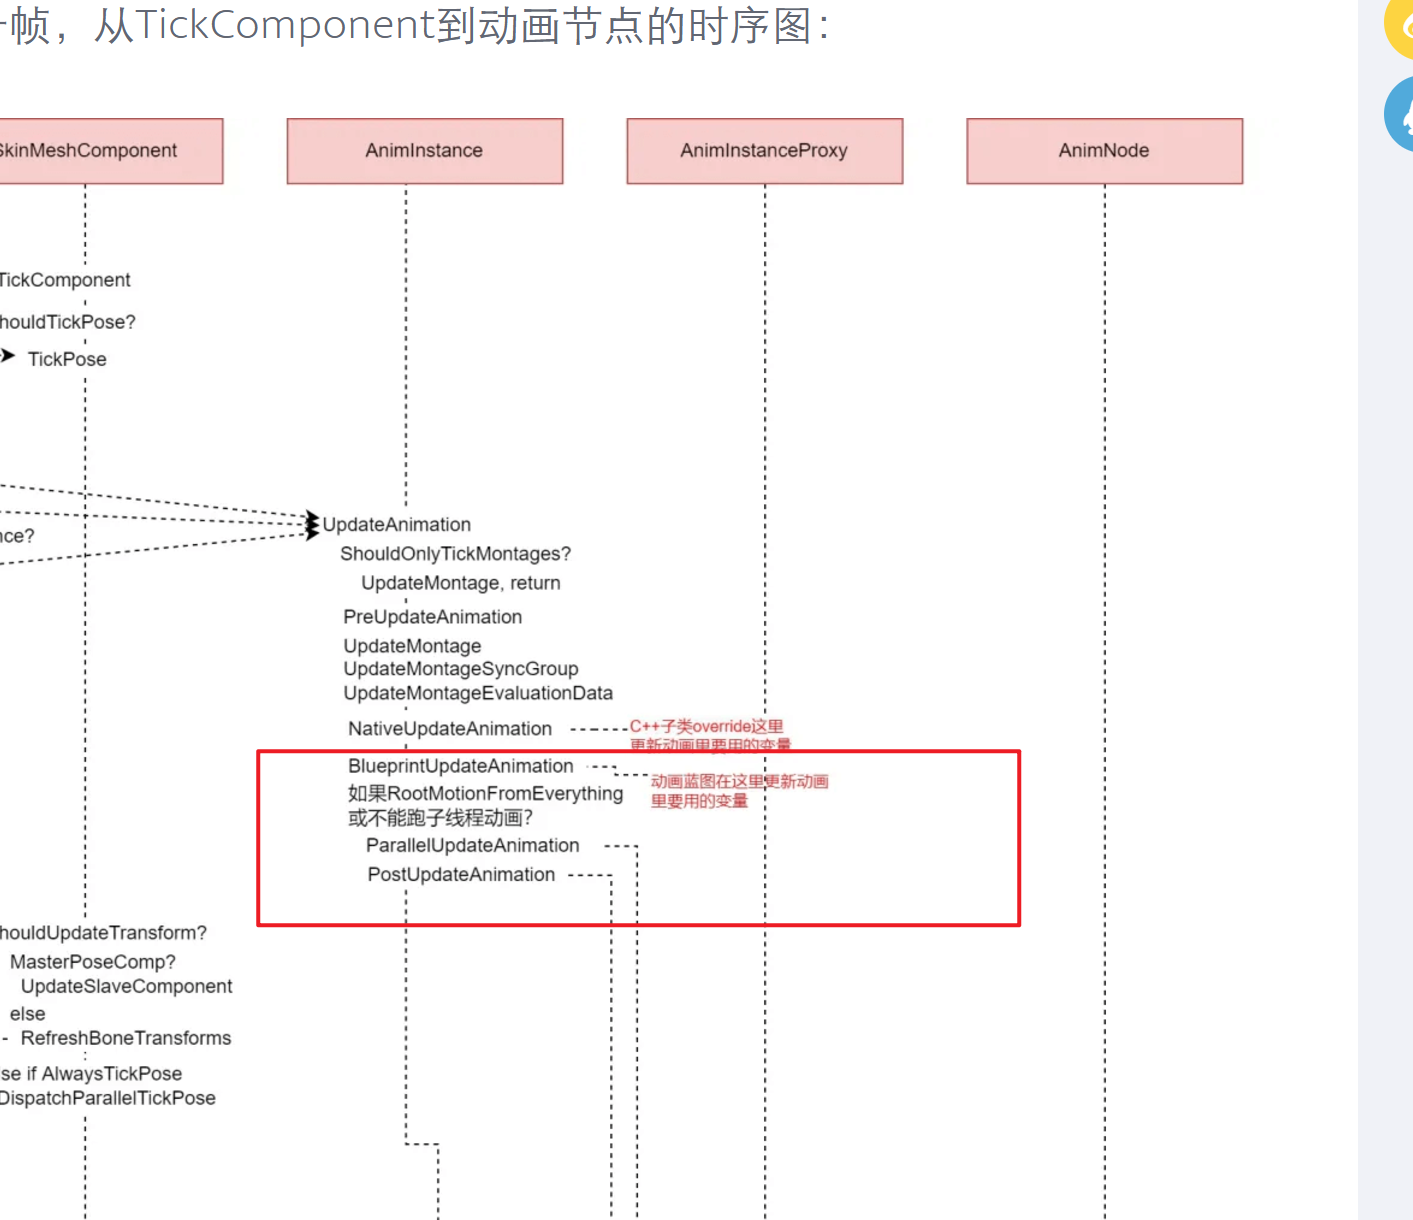 一帧，从TickComponent到动画节点的时序图：
SkinMeshComponent
AnimInstance
AnimInstanceProxy
AnimNode
TickComponent
houldTickPose?
TickPose
nce?
UpdateAnimation
ShouldOnlyTickMontages?
UpdateMontage, return
PreUpdateAnimation
UpdateMontage
UpdateMontageSyncGroup
UpdateMontageEvaluationData
NativeUpdateAnimation
C++子类override这里
更新动画里要用的变量
BlueprintUpdateAnimation
动画蓝图在这里更新动画
里要用的变量
如果RootMotionFromEverything
或不能跑子线程动画?
ParallelUpdateAnimation
PostUpdateAnimation
houldUpdateTransform?
MasterPoseComp?
UpdateSlaveComponent
else
RefreshBoneTransforms
se if AlwaysTickPose
DispatchParallelTickPose